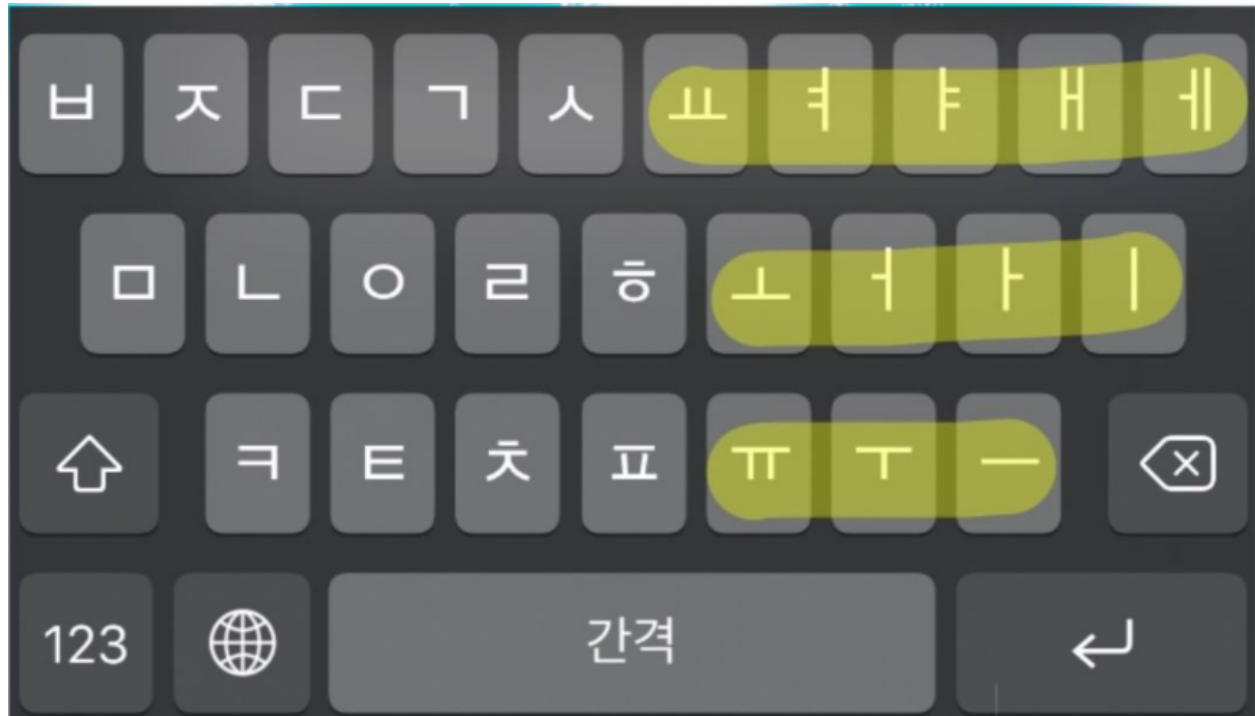 ㅂ ㅈ ㄷ ㄱ ㅅ ㅛ ㅕ ㅑ ㅐ ㅔ
ㅁ ㄴ ㅇ ㄹ ㅎ ㅗ ㅓ ㅏ ㅣ
ㅋ ㅌ ㅊ ㅍ ㅠ ㅜ ㅡ
123 간격